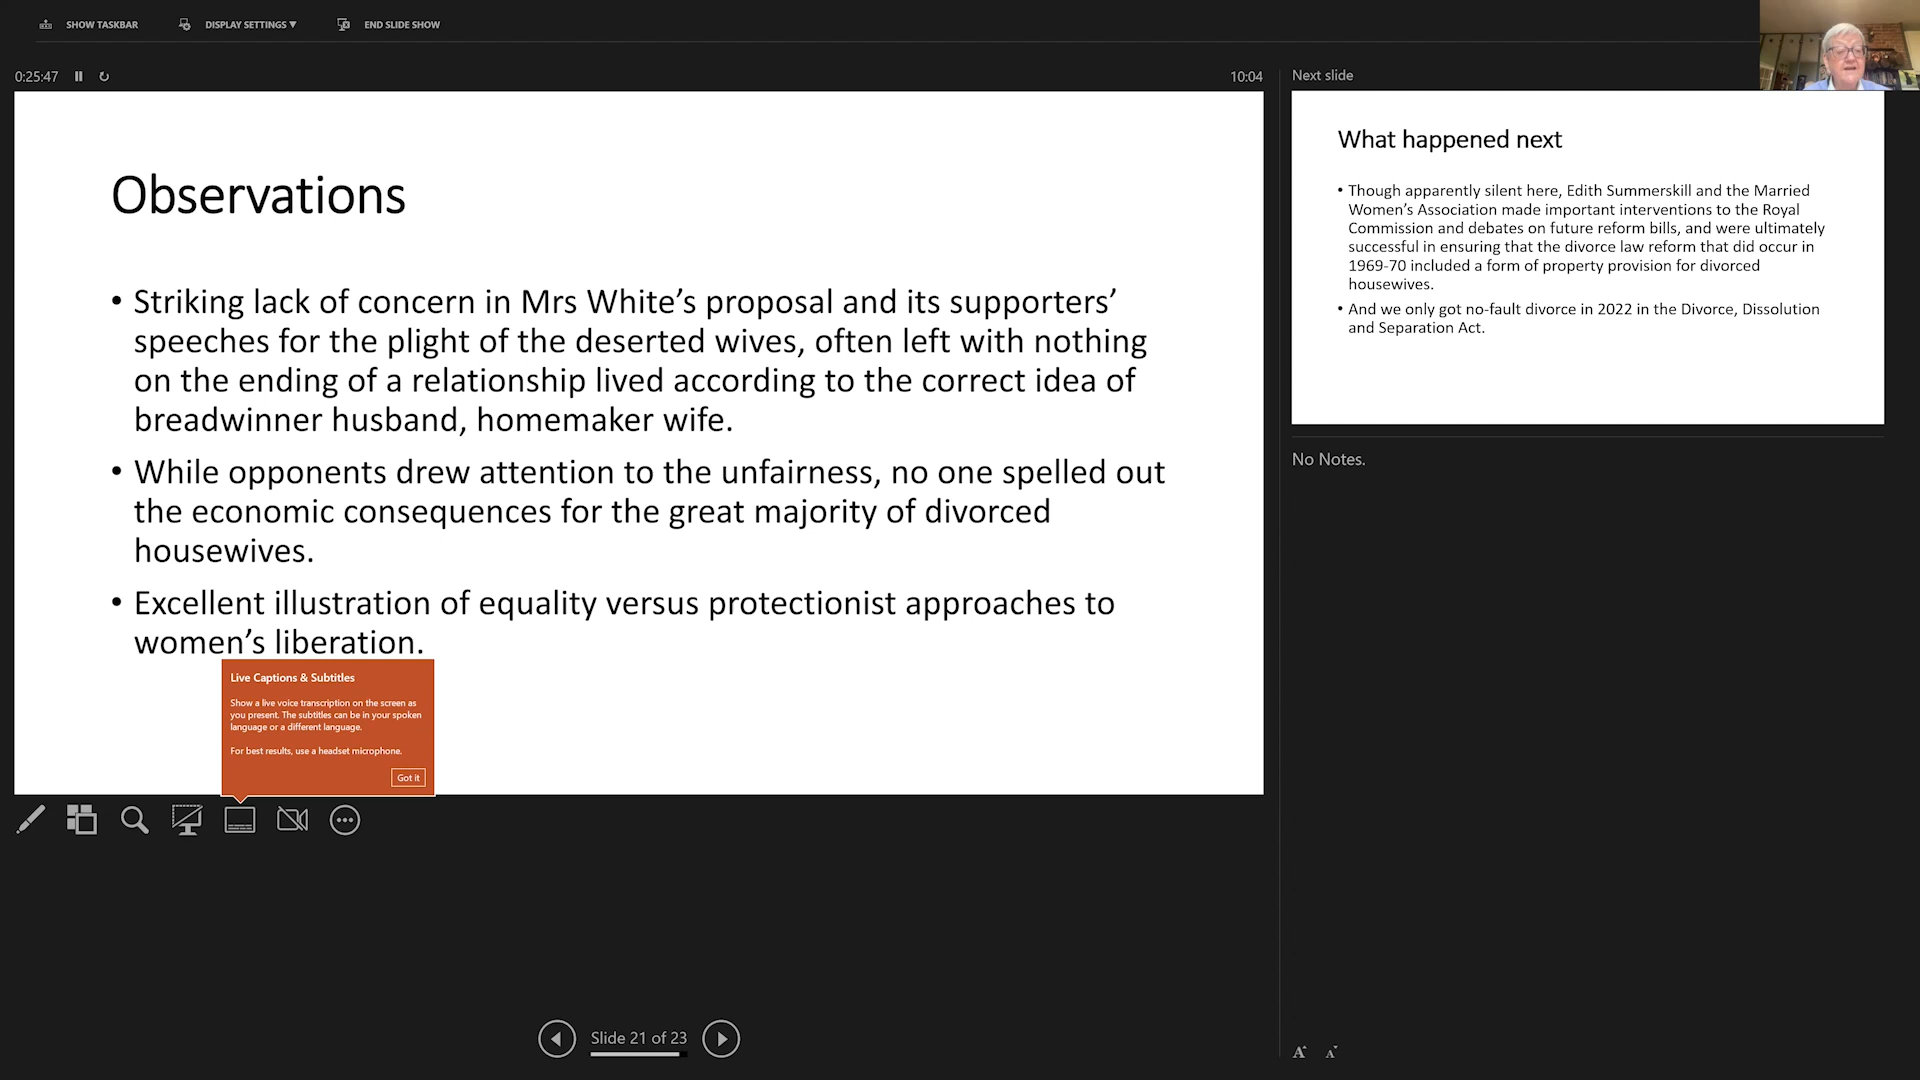 SHOW TASKBAR
DISPLAY SETTINGS ▼
END SLIDE SHOW
0:25:47
10:04
Observations
• Striking lack of concern in Mrs White’s proposal and its supporters’
speeches for the plight of the deserted wives, often left with nothing
on the ending of a relationship lived according to the correct idea of
breadwinner husband, homemaker wife.
• While opponents drew attention to the unfairness, no one spelled out
the economic consequences for the great majority of divorced
housewives.
• Excellent illustration of equality versus protectionist approaches to
women’s liberation.
Live Captions & Subtitles
Show a live voice transcription on the screen as
you present. The subtitles can be in your spoken
language or a different language.
For best results, use a headset microphone.
Got it
Slide 21 of 23
Next slide
What happened next
• Though apparently silent here, Edith Summerskill and the Married
Women’s Association made important interventions to the Royal
Commission and debates on future reform bills, and were ultimately
successful in ensuring that the divorce law reform that did occur in
1969-70 included a form of property provision for divorced
housewives.
• And we only got no-fault divorce in 2022 in the Divorce, Dissolution
and Separation Act.
No Notes.
A A